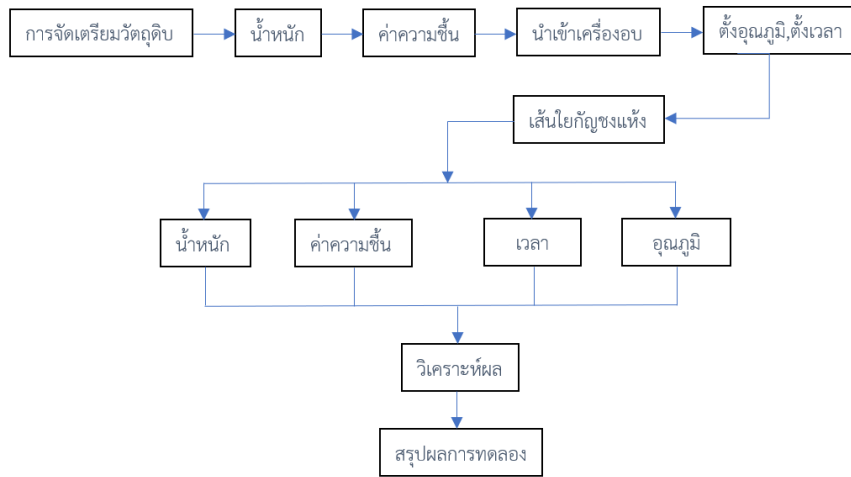 การจัดเตรียมวัตถุดิบ
น้ำหนัก
ค่าความชื้น
นำเข้าเครื่องอบ
ตั้งอุณภูมิ,ตั้งเวลา
เส้นใยกัญชงแห้ง
น้ำหนัก
ค่าความชื้น
เวลา
อุณภูมิ
วิเคราะห์ผล
สรุปผลการทดลอง